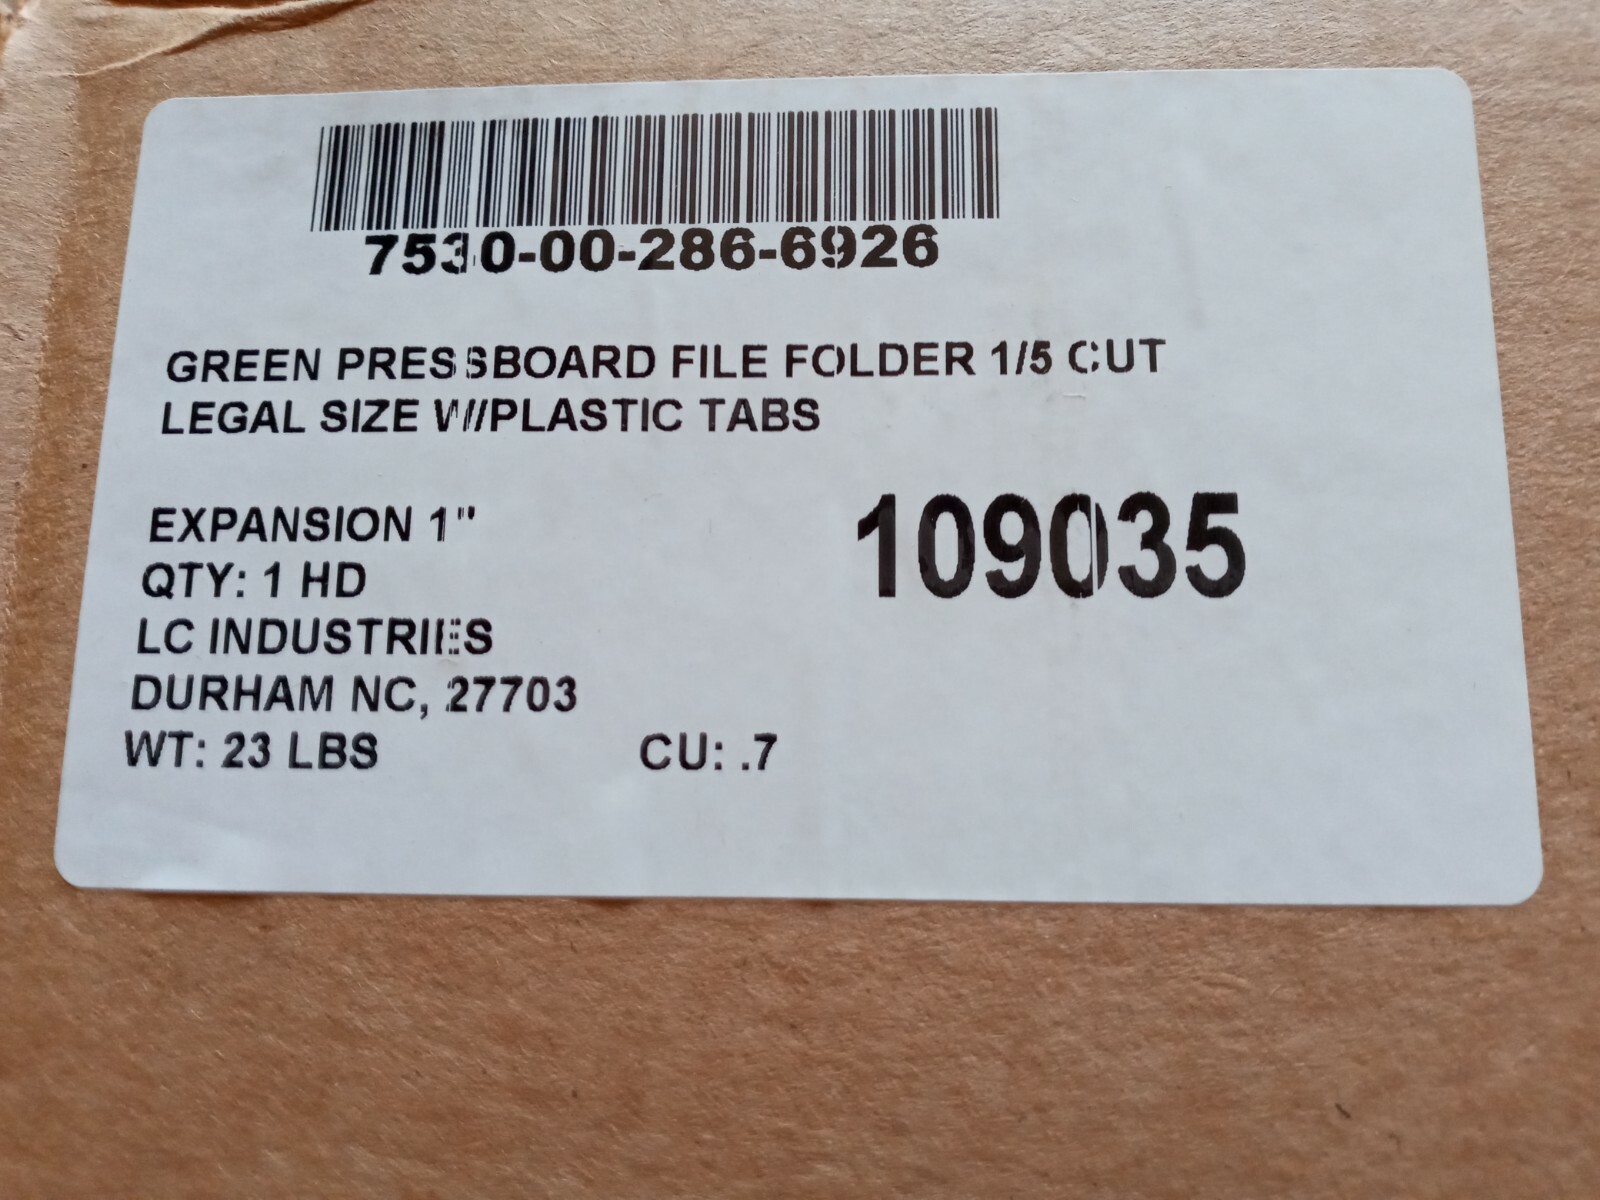 7530-00-286-6926
GREEN PRESSBOARD FILE FOLDER 1/5 CUT
LEGAL SIZE W/PLASTIC TABS
EXPANSION 1"
109035
QTY: 1 HD
LC INDUSTRIES
DURHAM NC, 27703
WT: 23 LBS CU: .7